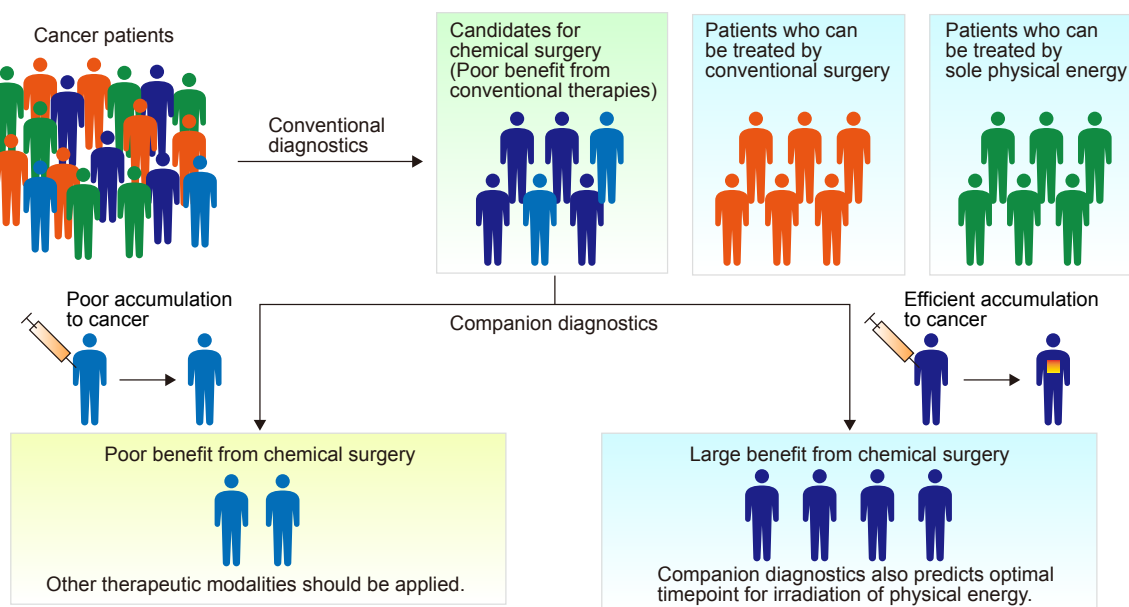 Cancer patients
Conventional
diagnostics
Candidates for
chemical surgery
(Poor benefit from
conventional therapies)
Patients who can
be treated by
conventional surgery
Patients who can
be treated by
sole physical energy
Poor accumulation
to cancer
Companion diagnostics
Efficient accumulation
to cancer
Poor benefit from chemical surgery
Other therapeutic modalities should be applied.
Large benefit from chemical surgery
Companion diagnostics also predicts optimal
timepoint for irradiation of physical energy.